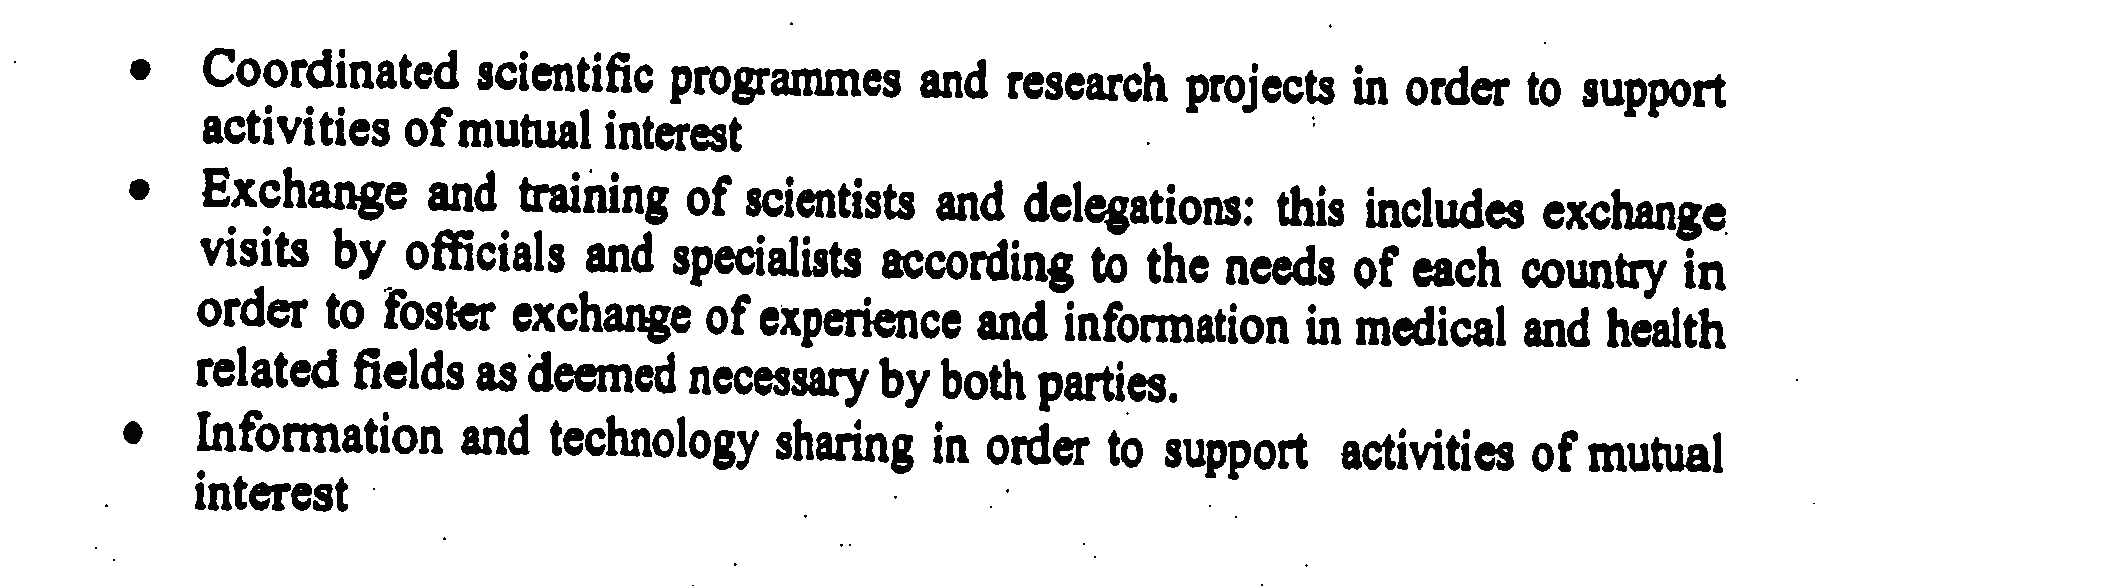 • Coordinated scientific programmes and research projects in order to support
activities of mutual interest
• Exchange and training of scientists and delegations: this includes exchange
visits by officials and specialists according to the needs of each country in
order to foster exchange of experience and information in medical and health
related fields as deemed necessary by both parties.
• Information and technology sharing in order to support activities of mutual
interest